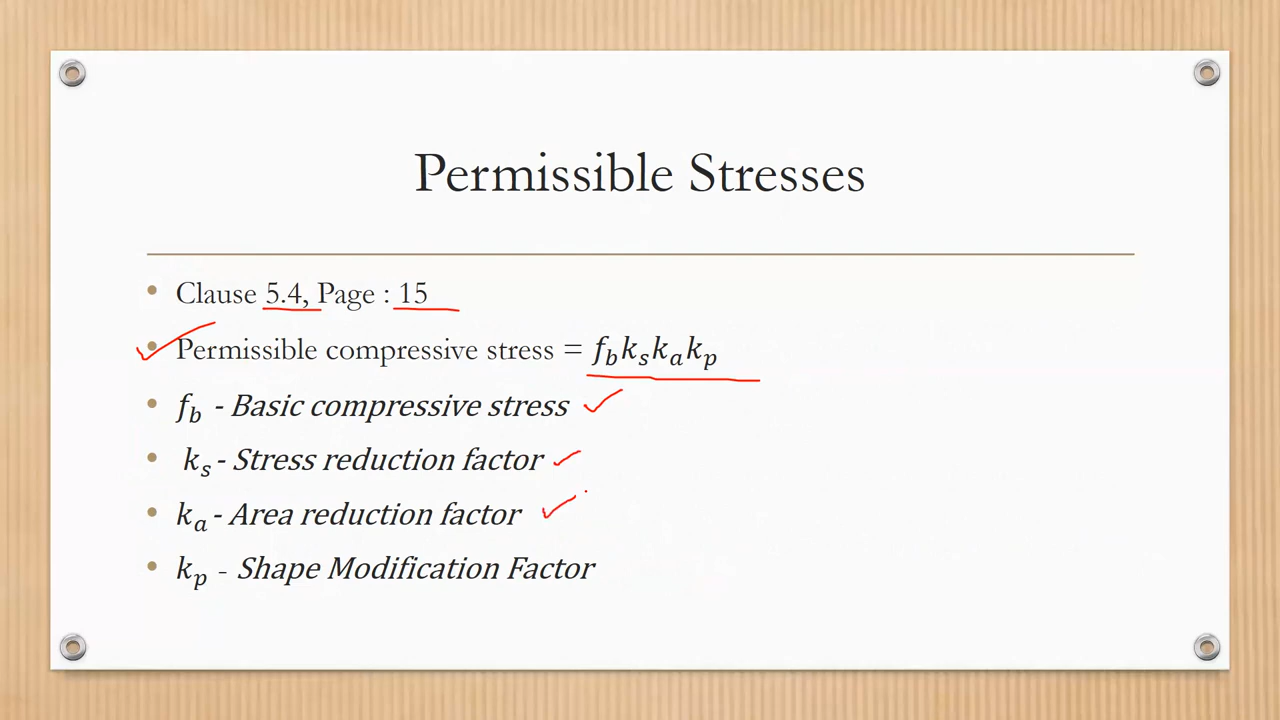 Permissible Stresses
• Clause 5.4, Page : 15
• Permissible compressive stress = 𝑓_b 𝑘_s 𝑘_a 𝑘_p
• 𝑓_b - Basic compressive stress
• 𝑘_s - Stress reduction factor
• 𝑘_a - Area reduction factor
• 𝑘_p - Shape Modification Factor